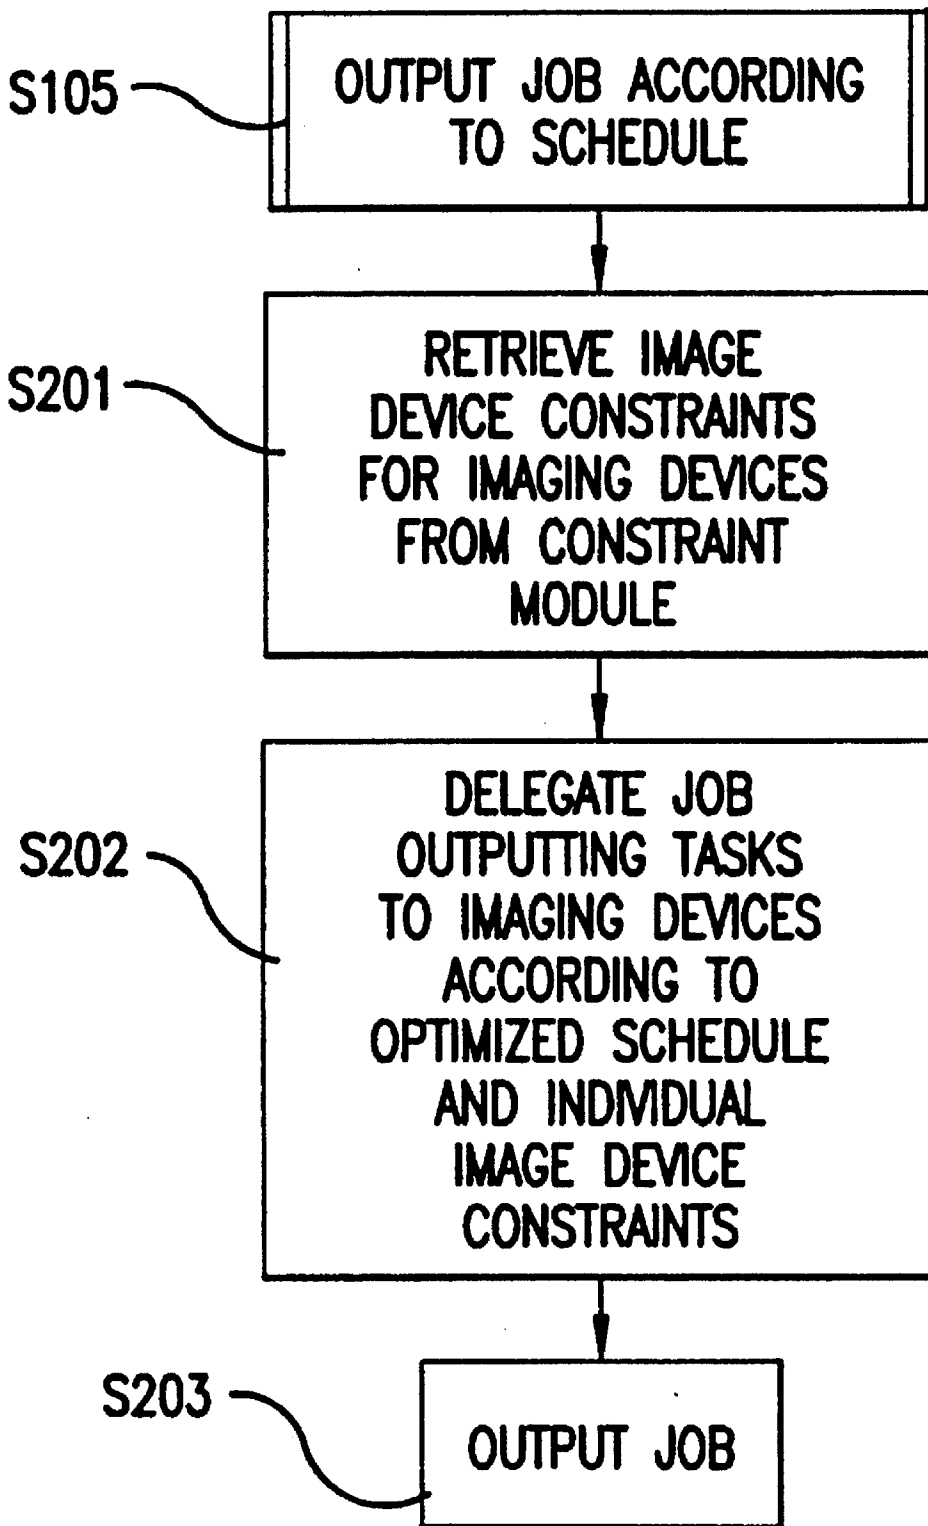 S105
OUTPUT JOB ACCORDING
TO SCHEDULE
S201
RETRIEVE IMAGE
DEVICE CONSTRAINTS
FOR IMAGING DEVICES
FROM CONSTRAINT
MODULE
S202
DELEGATE JOB
OUTPUTTING TASKS
TO IMAGING DEVICES
ACCORDING TO
OPTIMIZED SCHEDULE
AND INDIVIDUAL
IMAGE DEVICE
CONSTRAINTS
S203
OUTPUT JOB